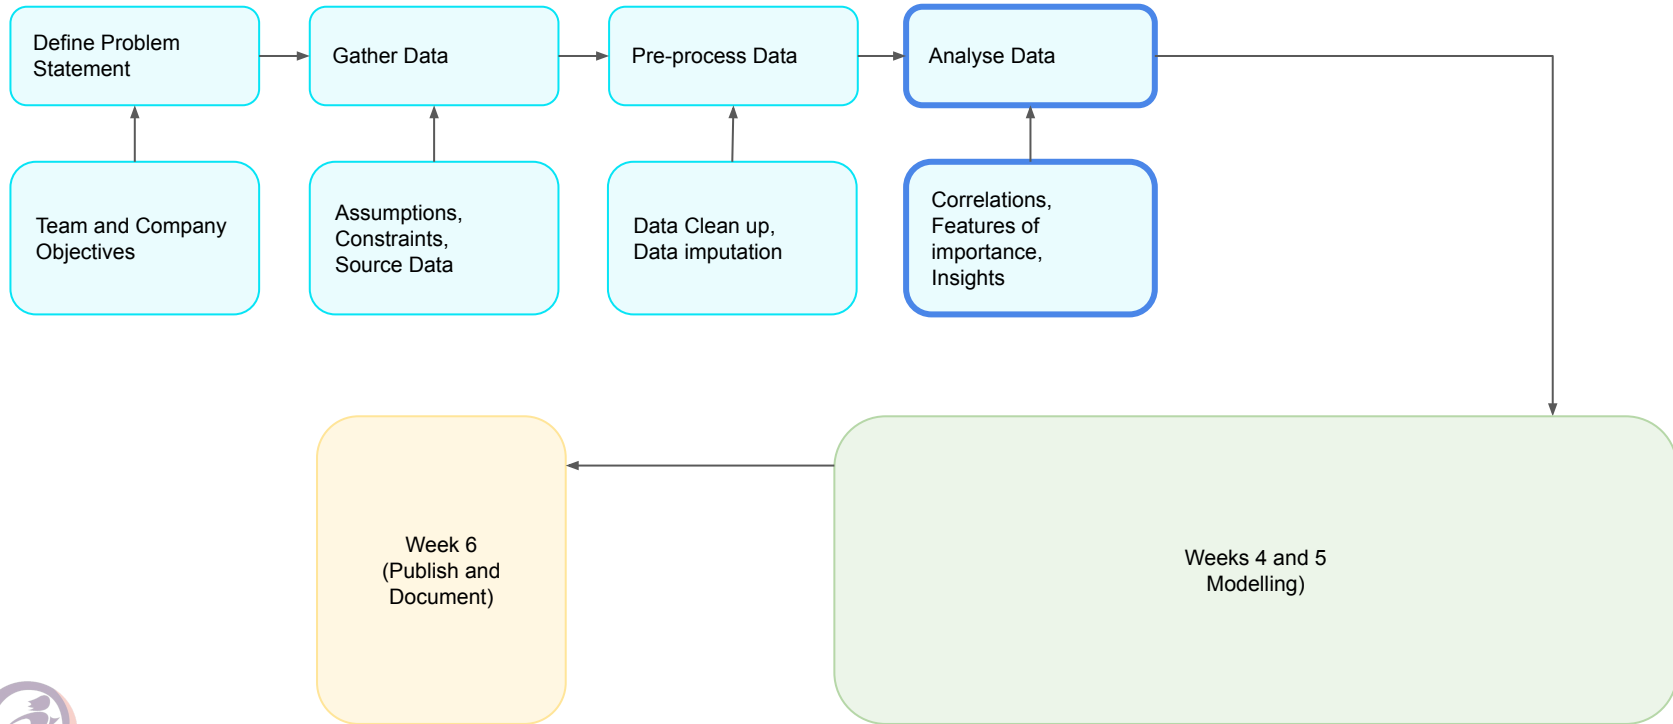 Define Problem
Statement
Gather Data
Pre-process Data
Analyse Data
Team and Company
Objectives
Assumptions,
Constraints,
Source Data
Data Clean up,
Data imputation
Correlations,
Features of
importance,
Insights
Week 6
(Publish and
Document)
Weeks 4 and 5
Modelling)